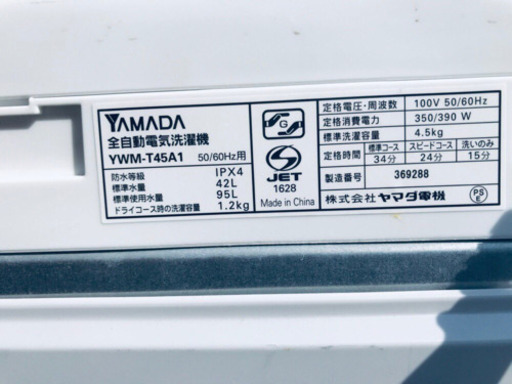 YAMADA
全自動電気洗濯機
YWM-T45A1 50/60Hz用
防水等級 IPX4
標準水量 42L
標準使用水量 95L
ドライコース時の洗濯容量 1.2kg
G
S
JET
1628
Made in China
定格電圧・周波数 100V 50/60Hz
定格消費電力 350/390 W
標準洗濯容量 4.5kg
定格時間 標準コース スピードコース 洗いのみ
34分 24分 15分
製造番号 369288
株式会社 ヤマダ電機
PS
E